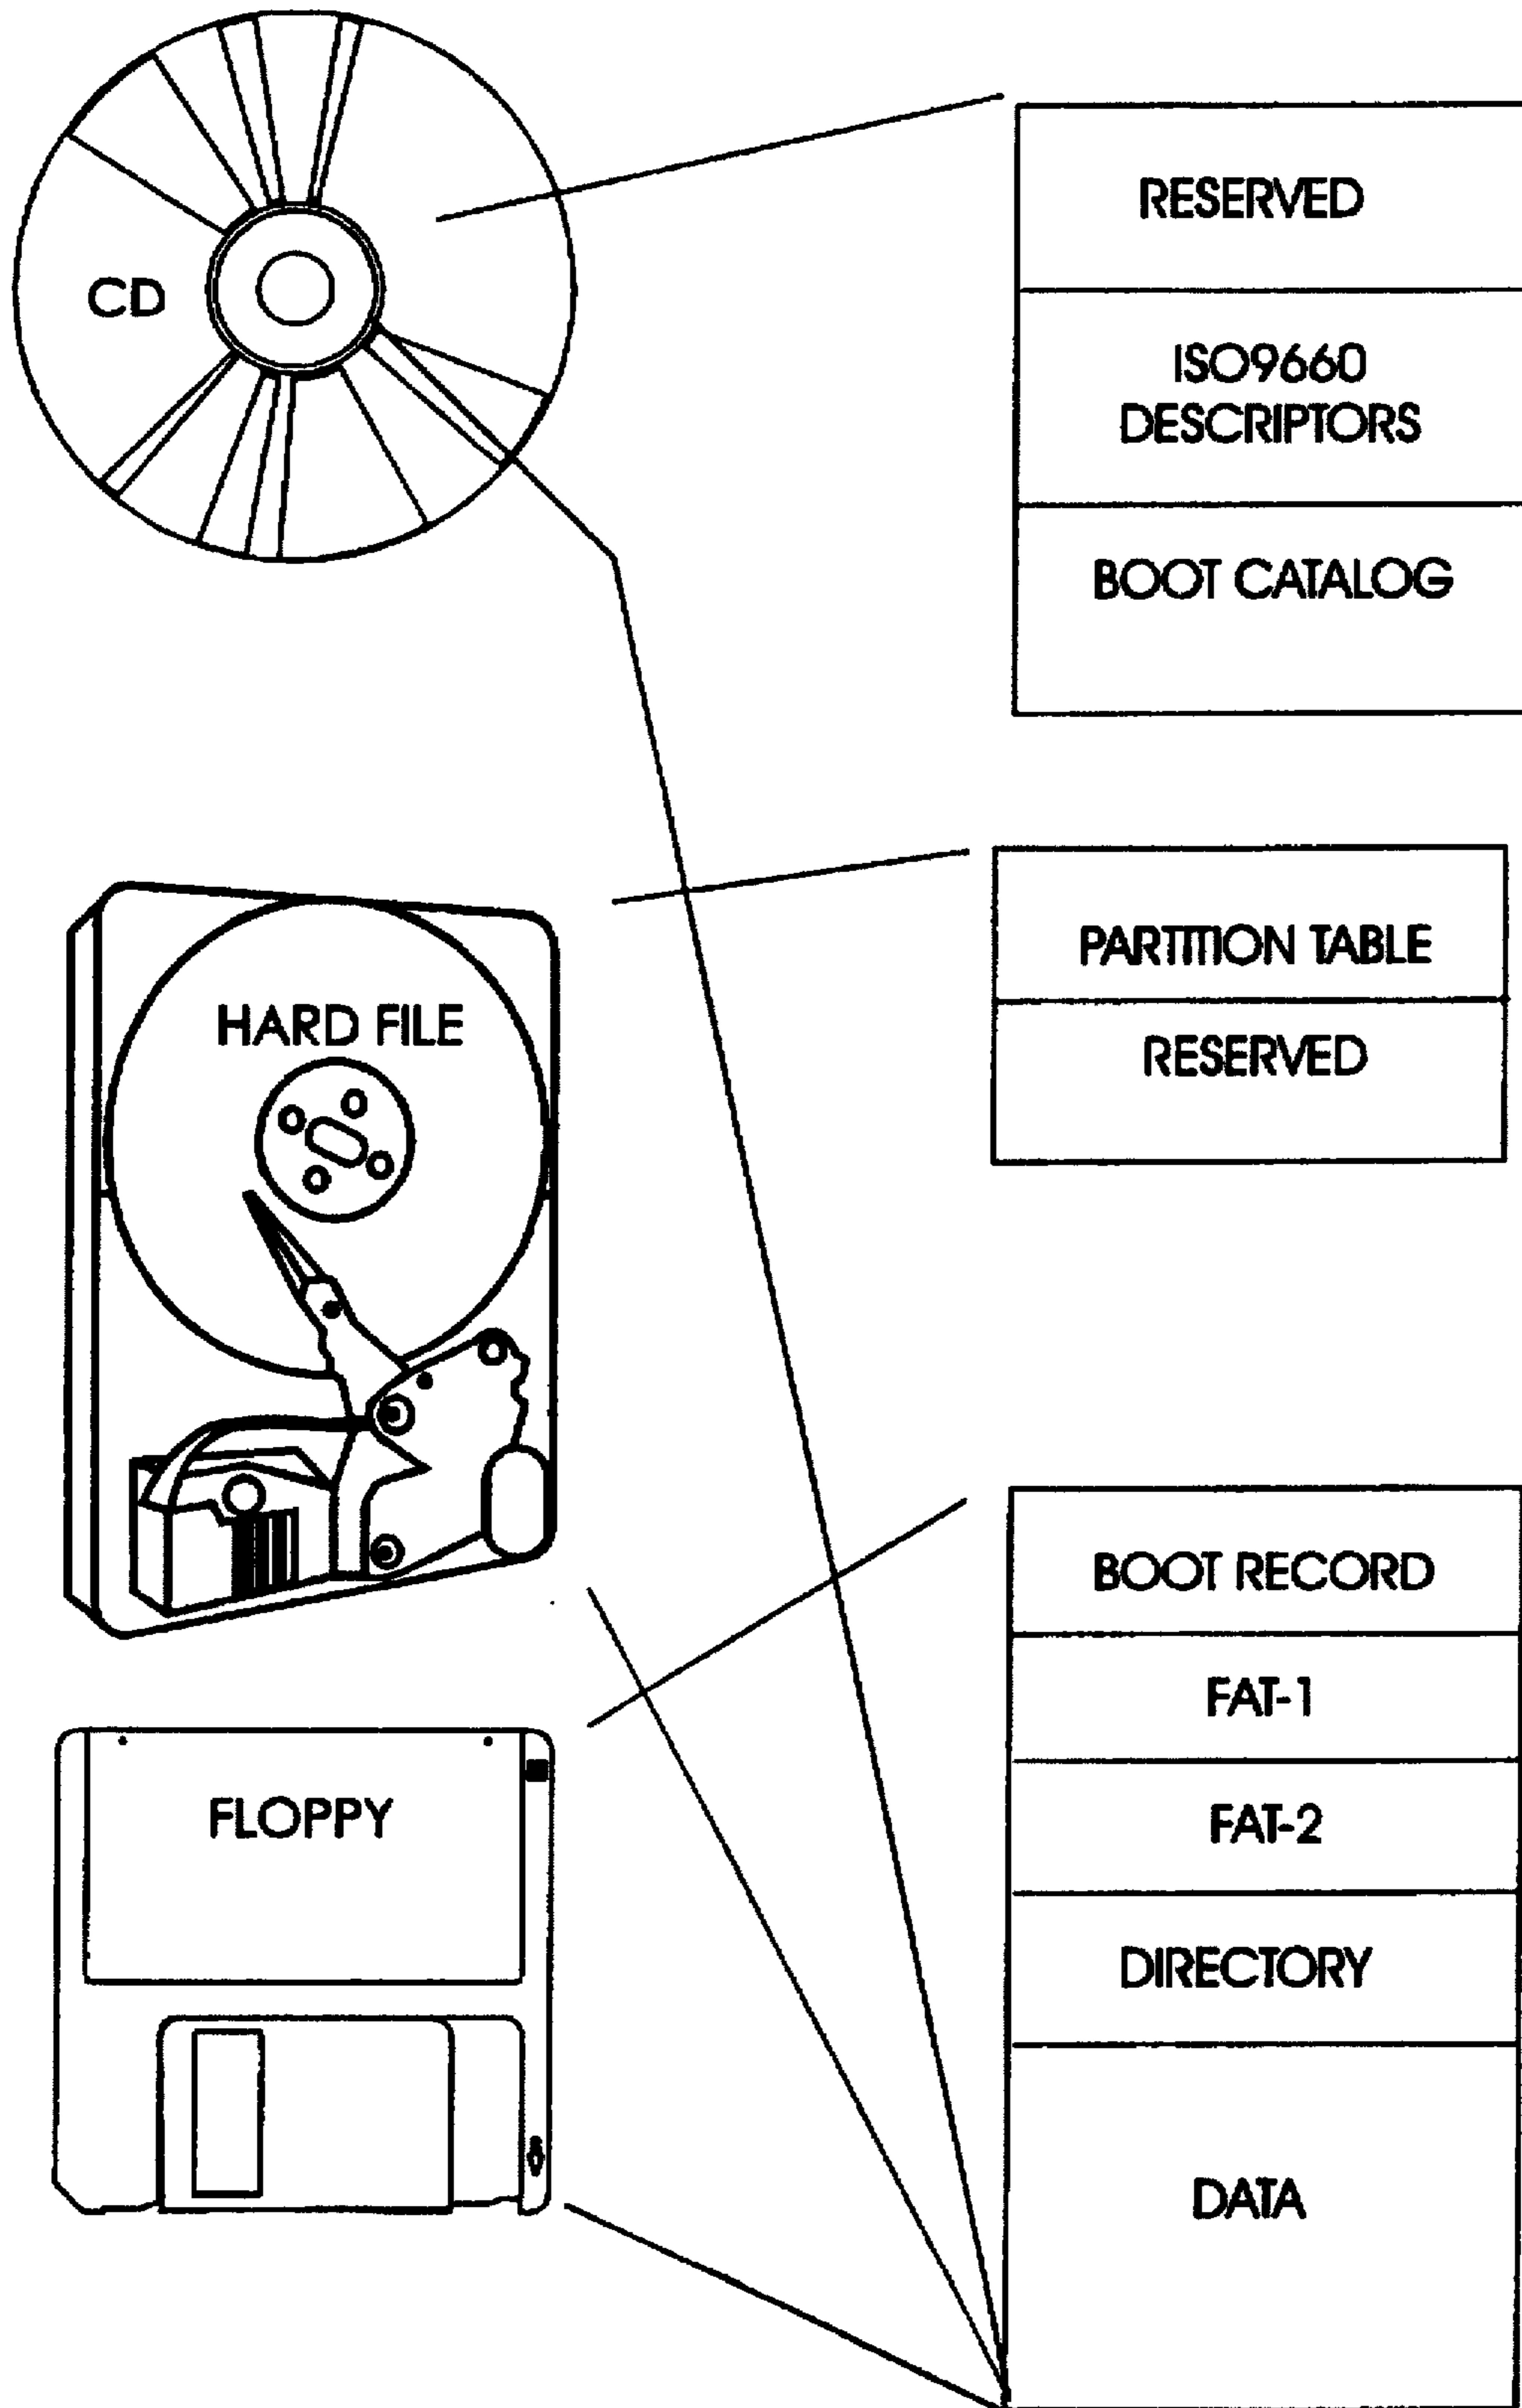 CD
RESERVED
ISO9660
DESCRIPTORS
BOOT CATALOG
HARD FILE
PARTITION TABLE
RESERVED
FLOPPY
BOOT RECORD
FAT-1
FAT-2
DIRECTORY
DATA